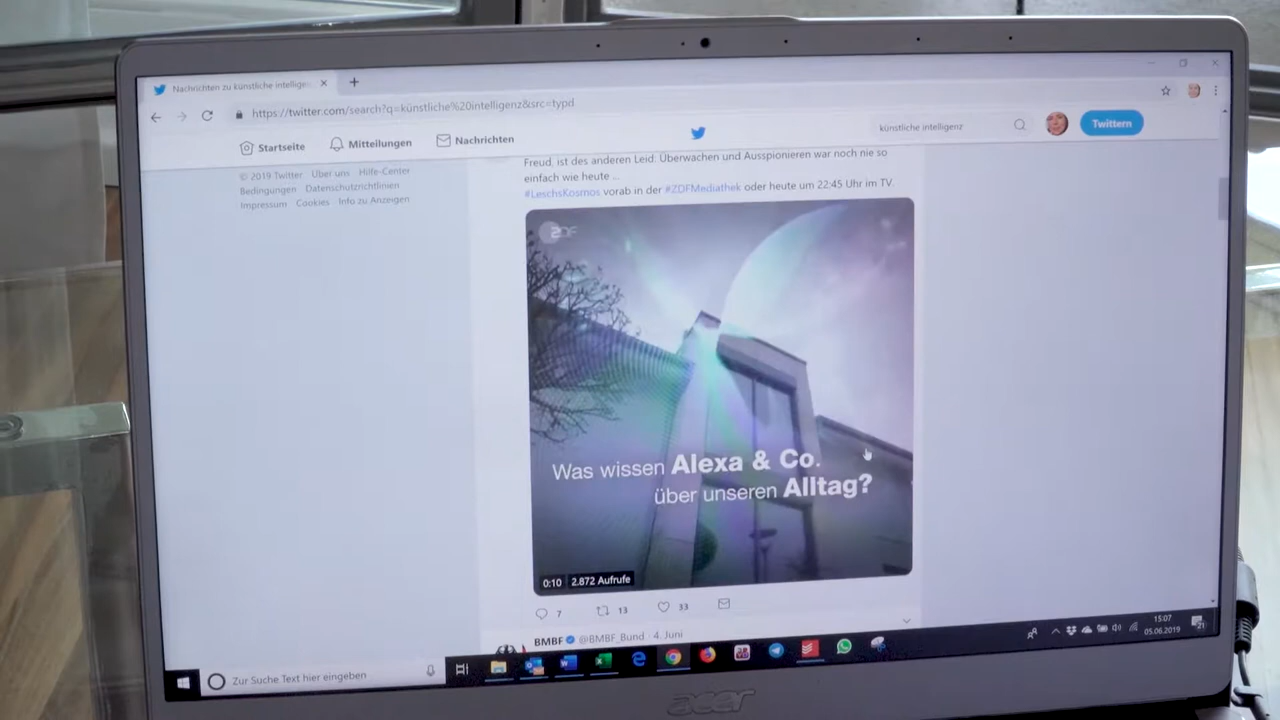 Nachrichten zu künstliche intellige
https://twitter.com/search?q=künstliche%20intelligenz&src=typd
Startseite
Mitteilungen
Nachrichten
künstliche intelligenz
Twittern
© 2019 Twitter Über uns Hilfe-Center
Bedingungen Datenschutzrichtlinien
Impressum Cookies Info zu Anzeigen
Freud, ist des anderen Leid: Überwachen und Ausspionieren war noch nie so
einfach wie heute ...
#LeschsKosmos vorab in der #ZDFMediathek oder heute um 22:45 Uhr im TV.
ZDF
Was wissen Alexa & Co.
über unseren Alltag?
0:10 2.872 Aufrufe
7 13 33
BMBF @BMBF_Bund · 4. Juni
Zur Suche Text hier eingeben
15:07
05.06.2019
21
acer